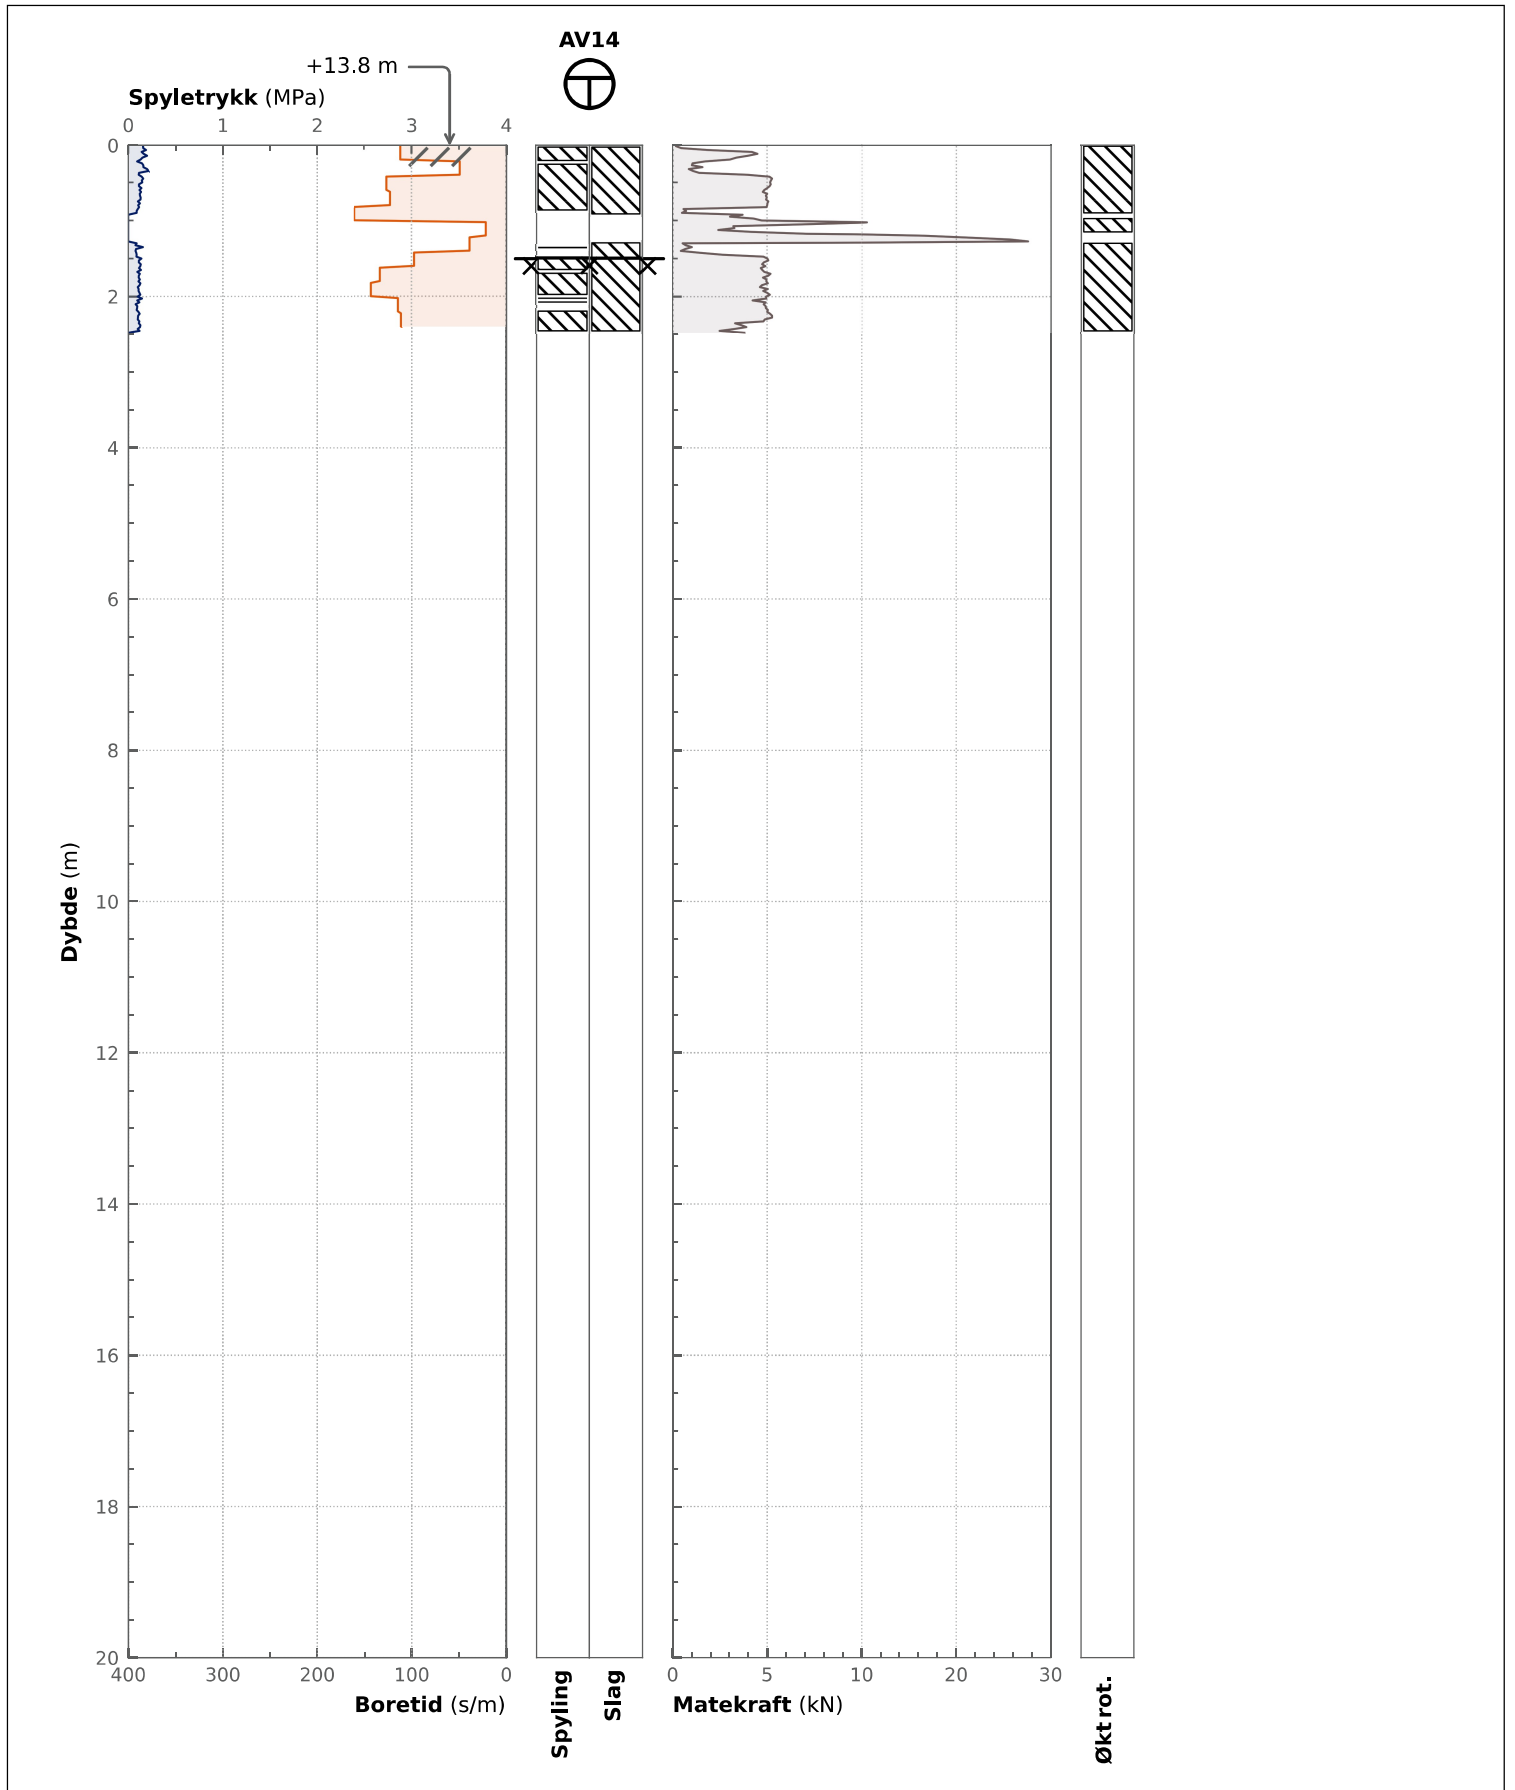 AV14
+13.8 m
Spyletrykk (MPa)
0 1 2 3 4
0
2
4
6
8
10
12
14
16
18
20
Dybde (m)
400 300 200 100 0
Boretid (s/m)
Spyling
Slag
0 5 10 20 30
Matekraft (kN)
Økt rot.